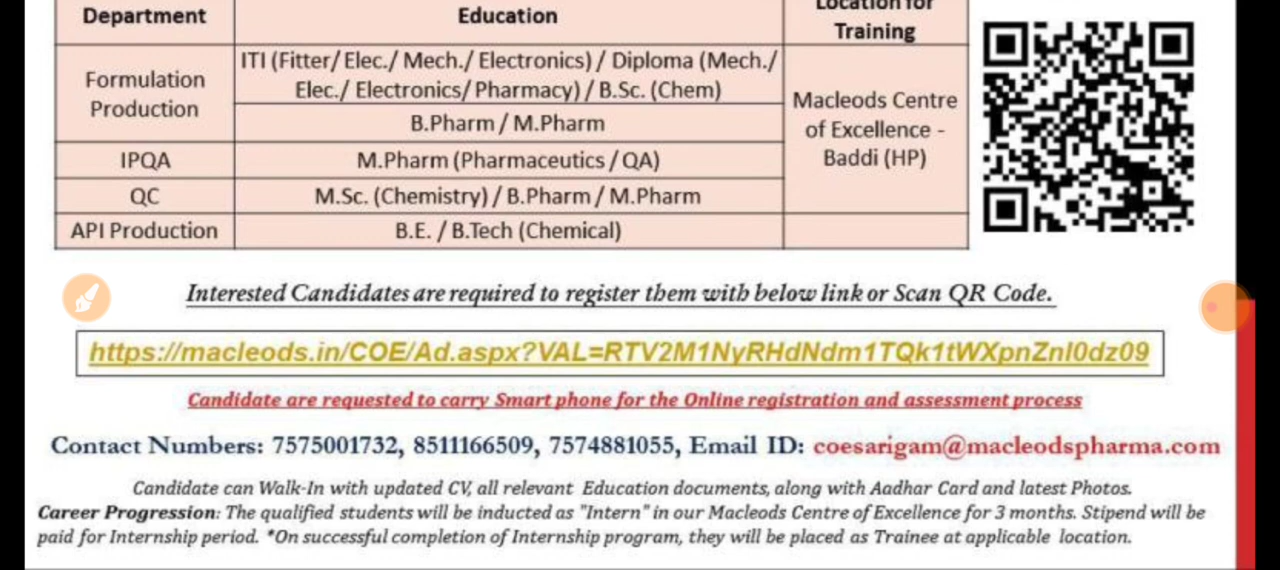 Department
Education
Location for
Training
Formulation
Production
ITI (Fitter/ Elec./ Mech./ Electronics) / Diploma (Mech./
Elec./ Electronics/ Pharmacy) / B.Sc. (Chem)
B.Pharm / M.Pharm
Macleods Centre
of Excellence -
Baddi (HP)
IPQA
M.Pharm (Pharmaceutics / QA)
QC
M.Sc. (Chemistry) / B.Pharm / M.Pharm
API Production
B.E. / B.Tech (Chemical)
Interested Candidates are required to register them with below link or Scan QR Code.
https://macleods.in/COE/Ad.aspx?VAL=RTV2M1NyRHdNdm1TQk1tWXpnZnI0dz09
Candidate are requested to carry Smart phone for the Online registration and assessment process
Contact Numbers: 7575001732, 8511166509, 7574881055, Email ID: coesarigam@macleodspharma.com
Candidate can Walk-In with updated CV, all relevant Education documents, along with Aadhar Card and latest Photos.
Career Progression: The qualified students will be inducted as "Intern" in our Macleods Centre of Excellence for 3 months. Stipend will be
paid for Internship period. *On successful completion of Internship program, they will be placed as Trainee at applicable location.